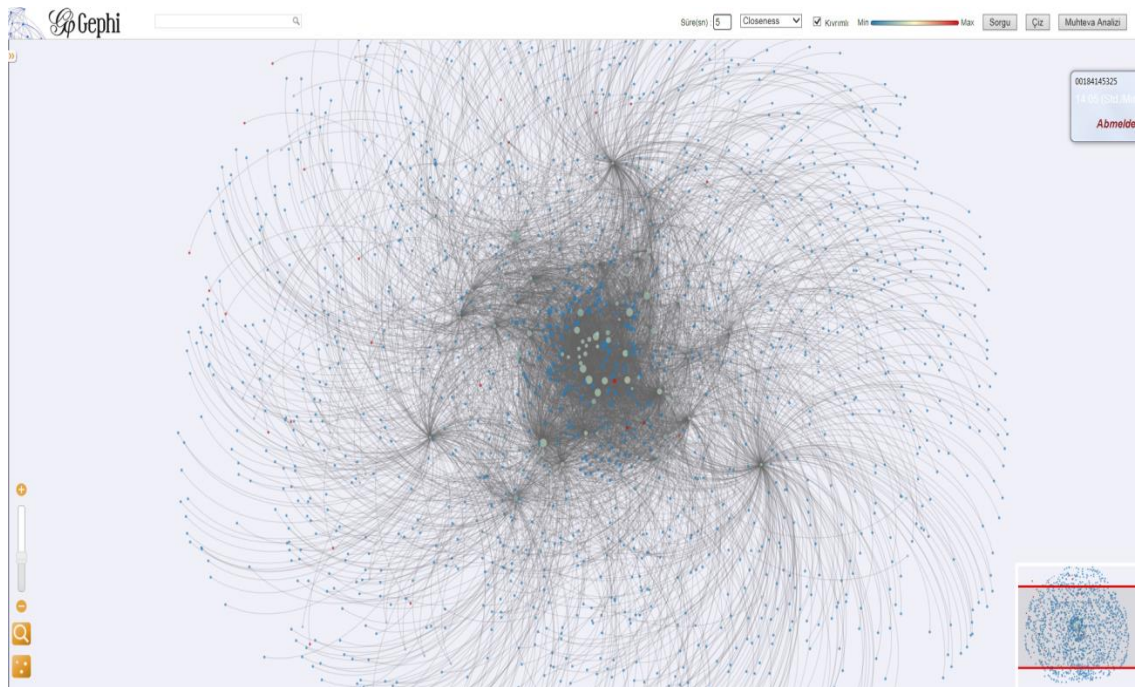 Gephi
Süre(sn) 5 Closeness Kıvrımlı Min Max Sorgu Çiz Muhteva Analizi
00184145325
Abmelde